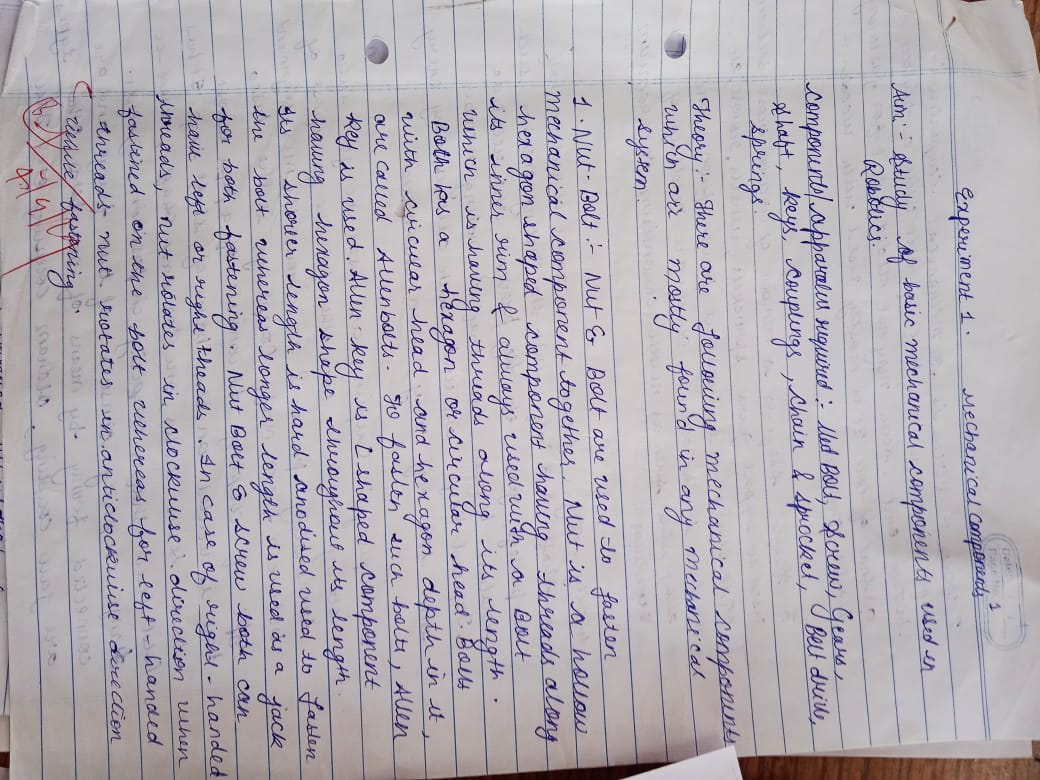 Experiment 1. Mechanical components
Aim :- Study of basic mechanical components used in
Robotics.
components/apparatus required :- Nut Bolt, Screw, Gears,
Shaft, keys, couplings, chain & sprocket, Belt drive,
springs.
Theory :- There are following mechanical components
which are mostly found in any mechanical
system.
1. Nut-Bolt :- Nut & Bolt are used to fasten
mechanical component together. Nut is a hollow
hexagon shaped component having threads along
its inner rim & always used with a Bolt
which is having threads along its length.
Bolt has a hexagon or circular head. Bolts
with circular head and hexagon depth in it,
are called Allen bolts. To fasten such bolts, Allen
key is used. Allen key is L shaped component
having hexagon shape throughout its length.
Its shorter length is hard and used to fasten
the bolt whereas longer length is used as a jack
for both fastning. Nut Bolt & screw both can
have left or right theads. In case of right-handed
threads, nut rotates in clockwise direction when
fastned on the bolt whereas for left-handed
threads nut rotates in anticlockwise direction
while fastning.